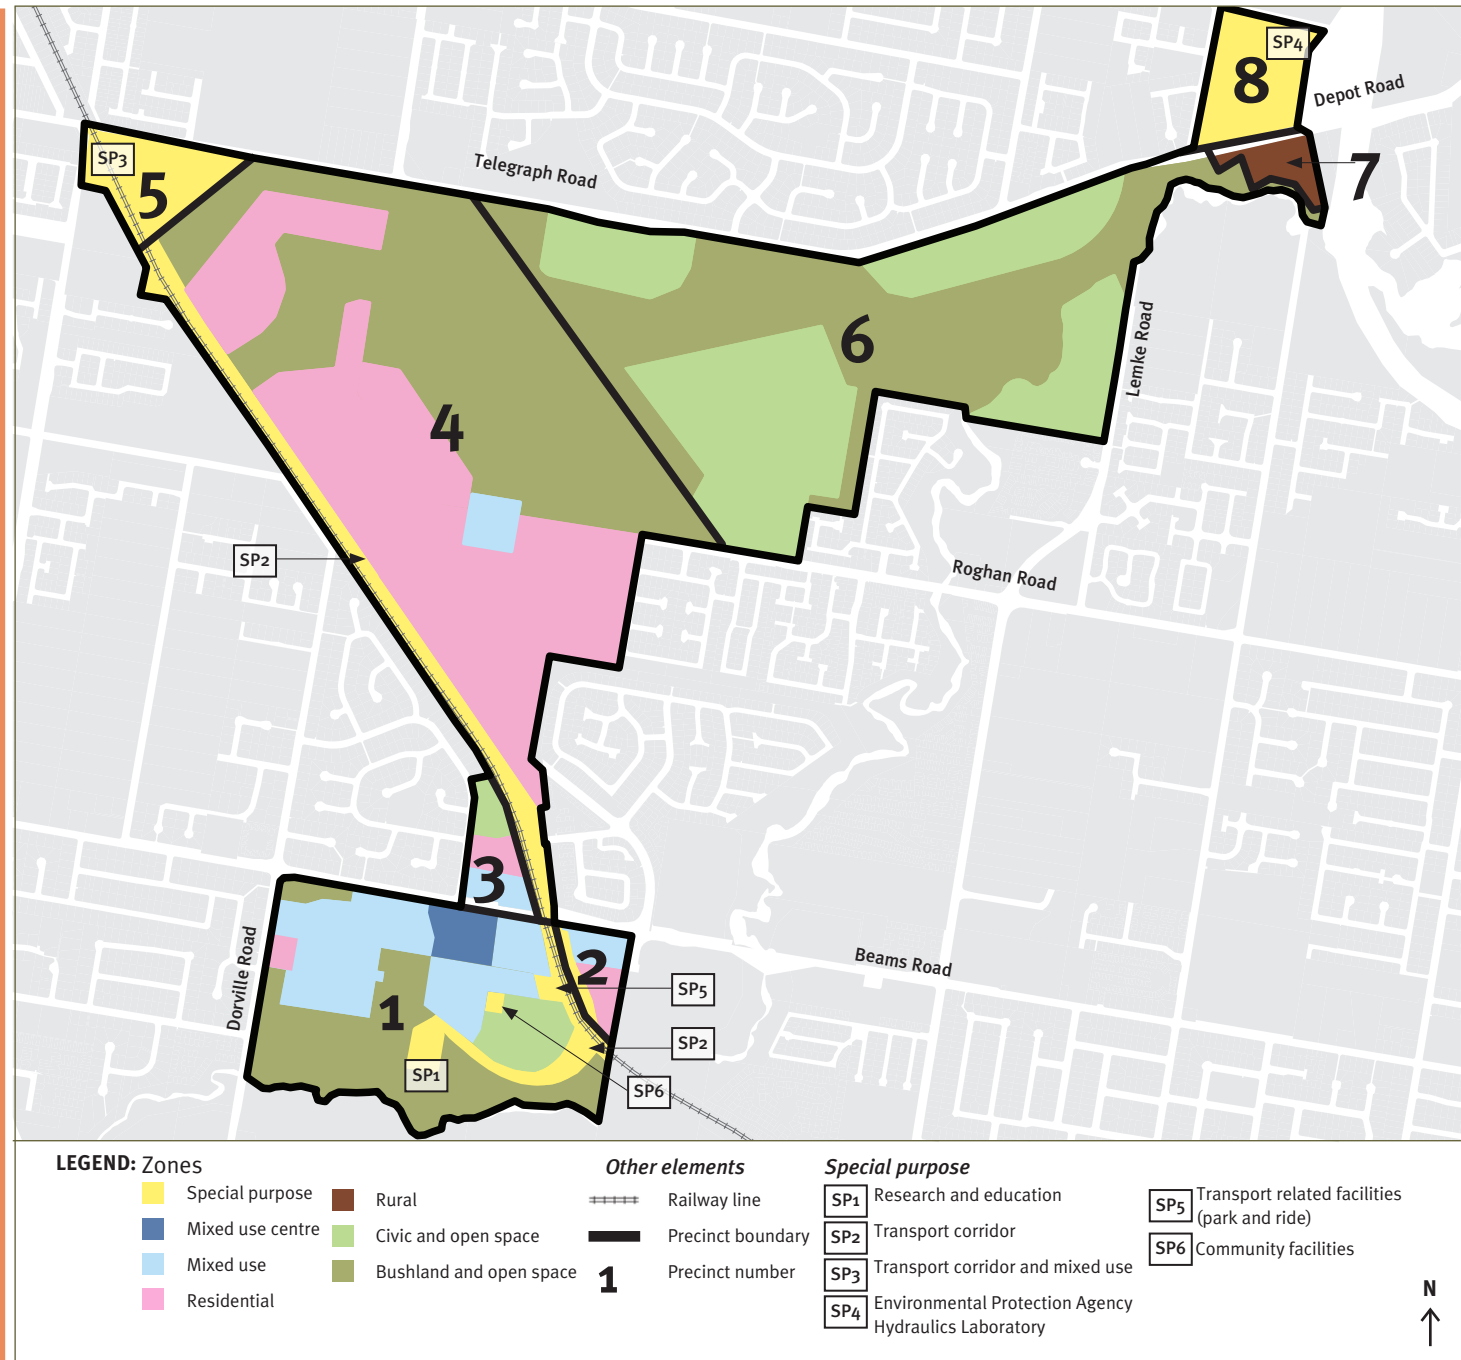 SP4
8
Depot Road
SP3
Telegraph Road
7
5
6
Lemke Road
4
SP2
Roghan Road
3
Dorville Road
2
Beams Road
SP5
1
SP2
SP1
SP6
LEGEND: Zones
Special purpose
Mixed use centre
Mixed use
Residential
Rural
Civic and open space
Bushland and open space
Other elements
Railway line
Precinct boundary
1 Precinct number
Special purpose
SP1 Research and education
SP2 Transport corridor
SP3 Transport corridor and mixed use
SP4 Environmental Protection Agency
Hydraulics Laboratory
SP5 Transport related facilities
(park and ride)
SP6 Community facilities
N